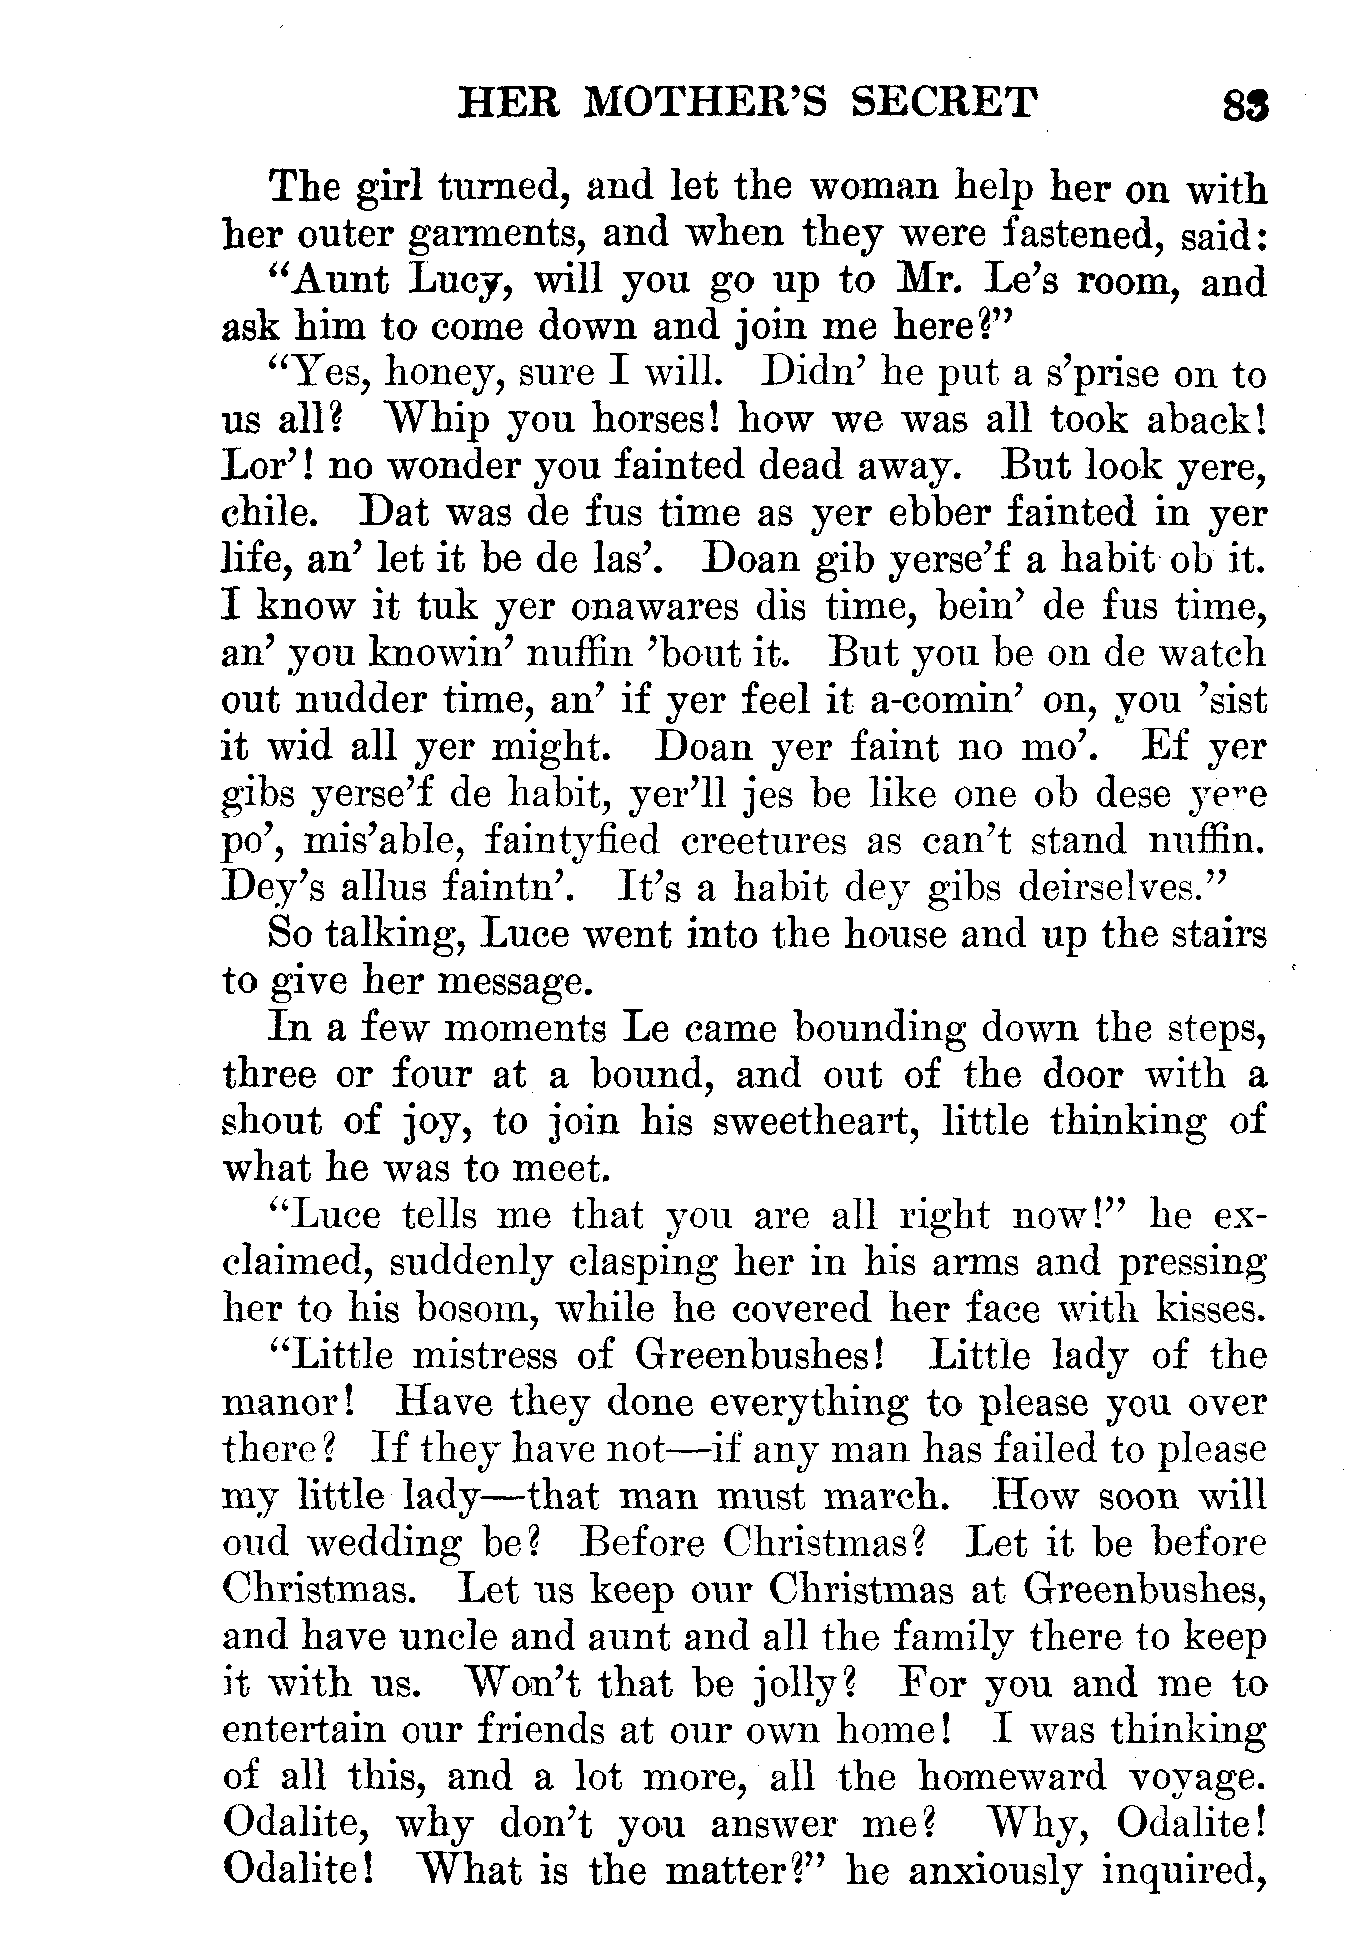 HER MOTHER'S SECRET 83
The girl turned, and let the woman help her on with
her outer garments, and when they were fastened, said:
"Aunt Lucy, will you go up to Mr. Le's room, and
ask him to come down and join me here?"
"Yes, honey, sure I will. Didn' he put a s'prise on to
us all? Whip you horses! how we was all took aback!
Lor'! no wonder you fainted dead away. But look yere,
chile. Dat was de fus time as yer ebber fainted in yer
life, an' let it be de las'. Doan gib yerse'f a habit ob it.
I know it tuk yer onawares dis time, bein' de fus time,
an' you knowin' nuffin 'bout it. But you be on de watch
out nudder time, an' if yer feel it a-comin' on, you 'sist
it wid all yer might. Doan yer faint no mo'. Ef yer
gibs yerse'f de habit, yer'll jes be like one ob dese yere
po', mis'able, faintyfied creetures as can't stand nuffin.
Dey's allus faintn'. It's a habit dey gibs deirselves."
So talking, Luce went into the house and up the stairs
to give her message.
In a few moments Le came bounding down the steps,
three or four at a bound, and out of the door with a
shout of joy, to join his sweetheart, little thinking of
what he was to meet.
"Luce tells me that you are all right now!" he ex-
claimed, suddenly clasping her in his arms and pressing
her to his bosom, while he covered her face with kisses.
"Little mistress of Greenbushes! Little lady of the
manor! Have they done everything to please you over
there? If they have not—if any man has failed to please
my little lady—that man must march. How soon will
oud wedding be? Before Christmas? Let it be before
Christmas. Let us keep our Christmas at Greenbushes,
and have uncle and aunt and all the family there to keep
it with us. Won't that be jolly? For you and me to
entertain our friends at our own home! I was thinking
of all this, and a lot more, all the homeward voyage.
Odalite, why don't you answer me? Why, Odalite!
Odalite! What is the matter?" he anxiously inquired,